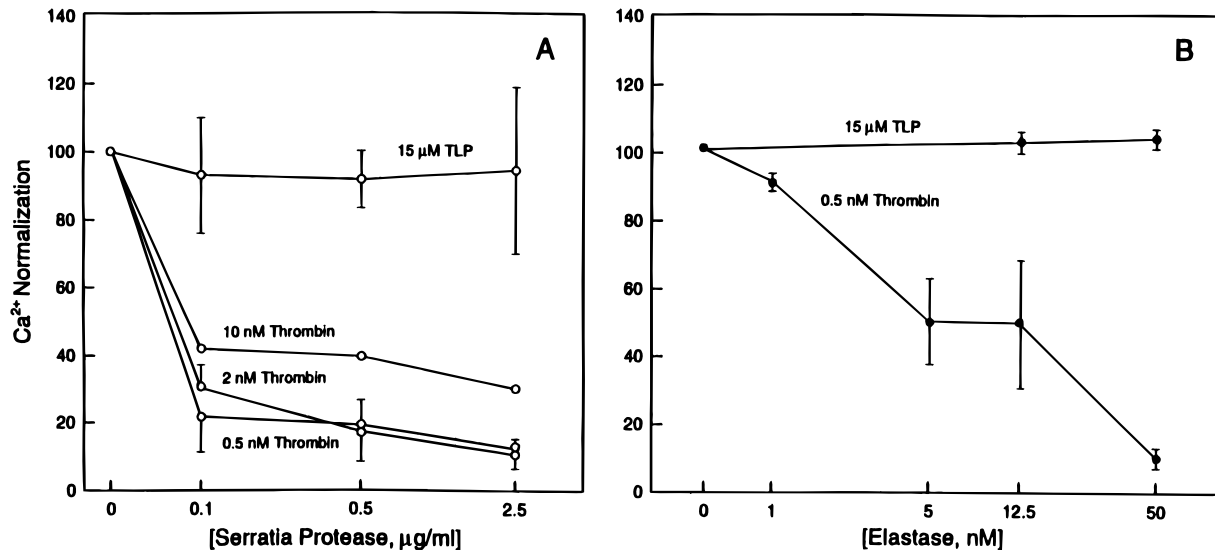 140
120
100
80
60
40
20
0
Ca²⁺ Normalization
A
15 μM TLP
10 nM Thrombin
2 nM Thrombin
0.5 nM Thrombin
0 0.1 0.5 2.5
[Serratia Protease, μg/ml]
140
120
100
80
60
40
20
0
B
15 μM TLP
0.5 nM Thrombin
0 1 5 12.5 50
[Elastase, nM]